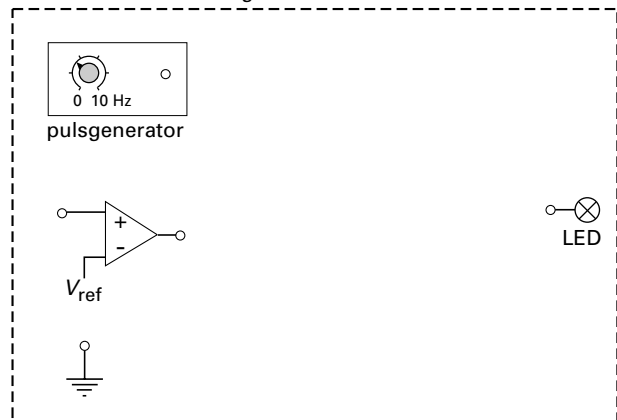 0 10 Hz
pulsgenerator
+
-
LED
Vref